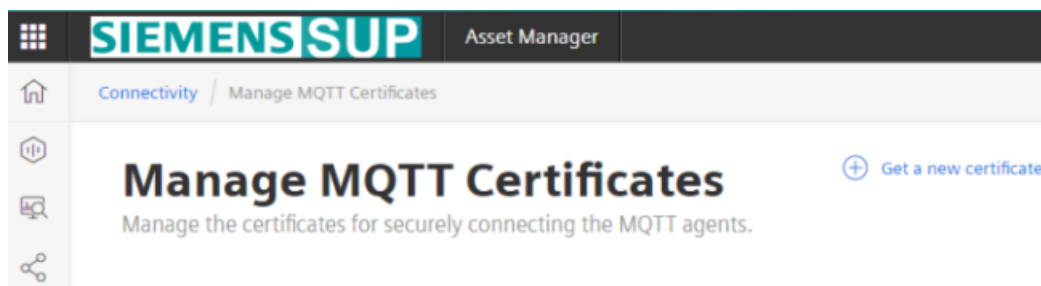 SIEMENS SUP Asset Manager
Connectivity / Manage MQTT Certificates
Manage MQTT Certificates
Get a new certificate
Manage the certificates for securely connecting the MQTT agents.